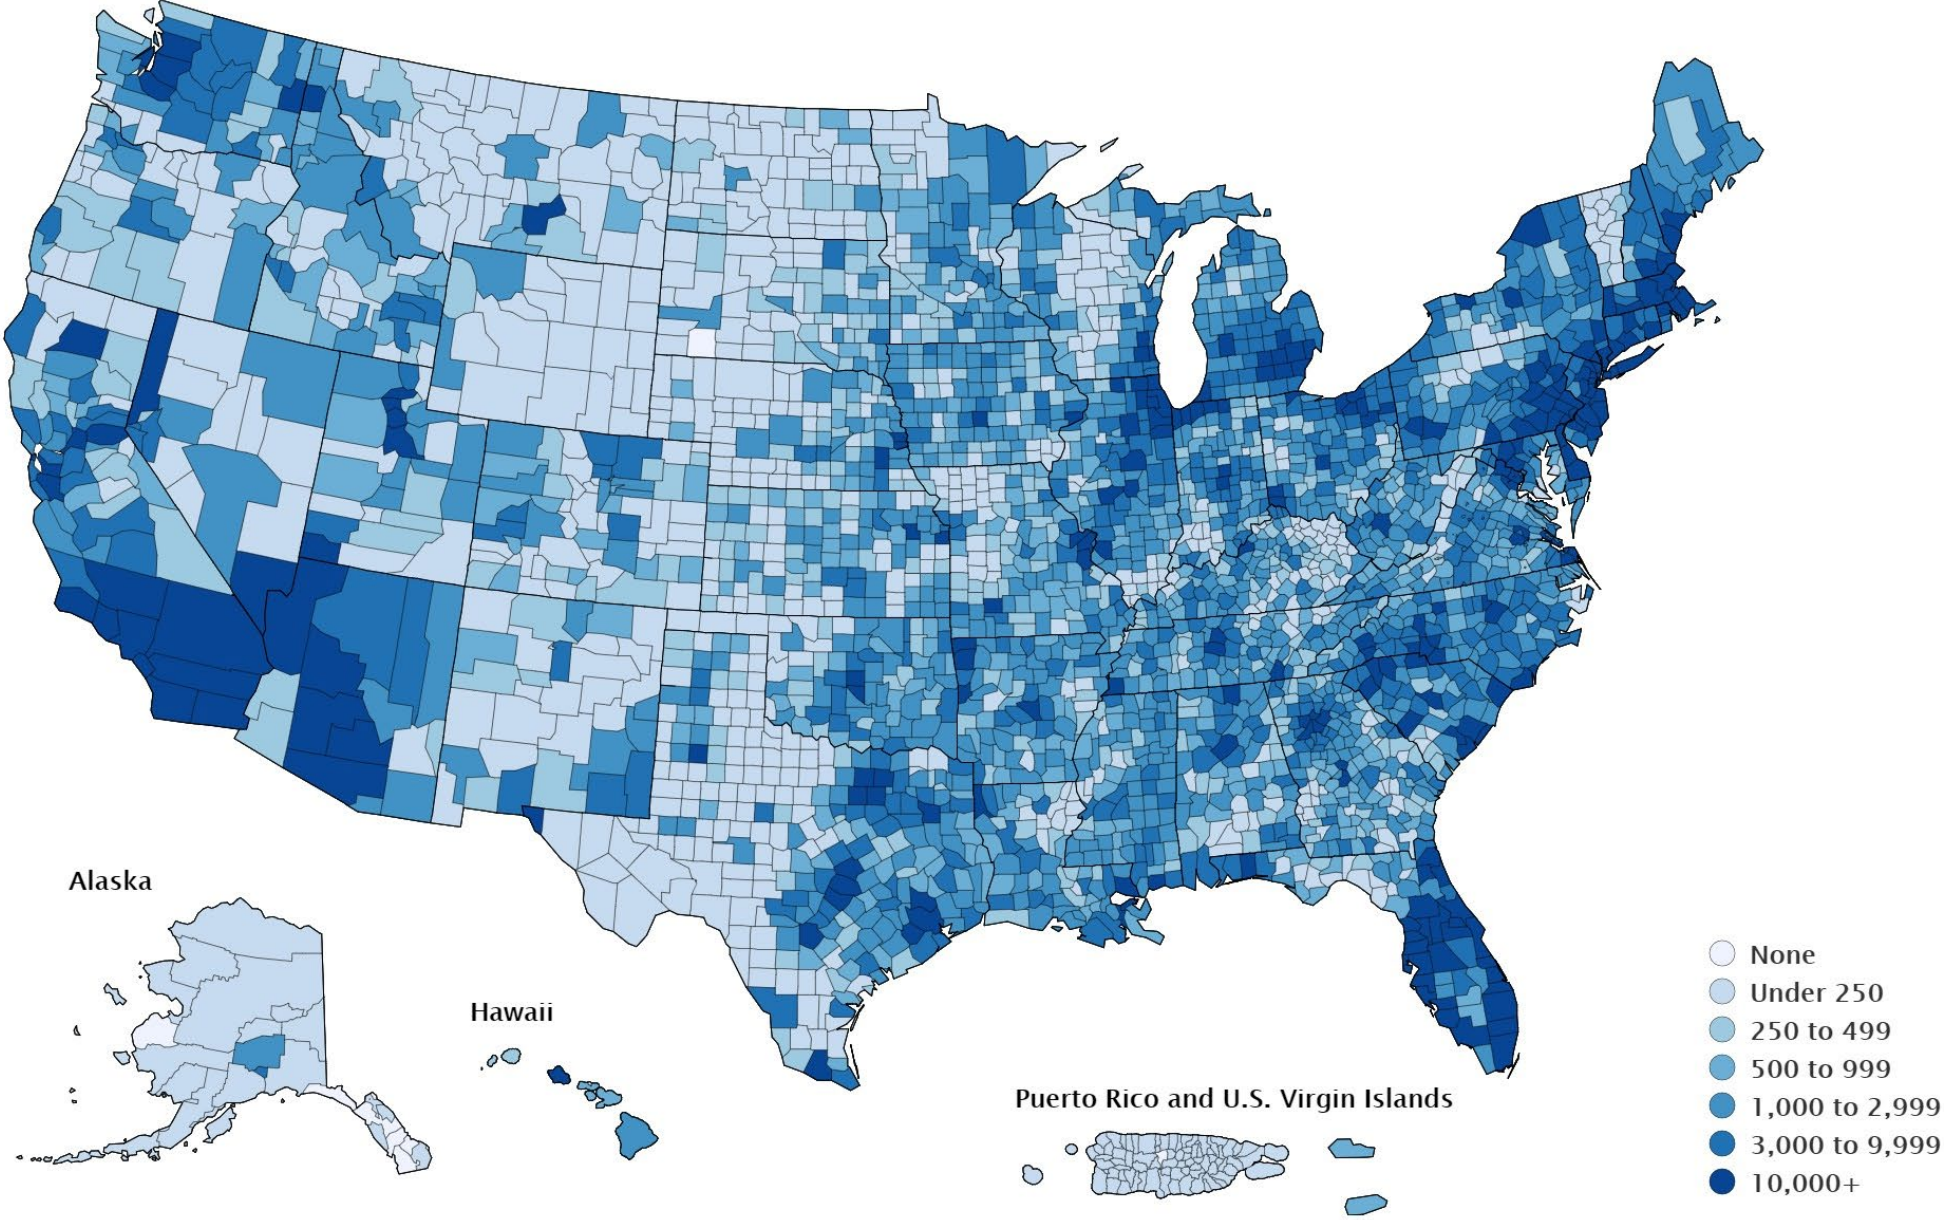 Alaska
Hawaii
Puerto Rico and U.S. Virgin Islands
None
Under 250
250 to 499
500 to 999
1,000 to 2,999
3,000 to 9,999
10,000+